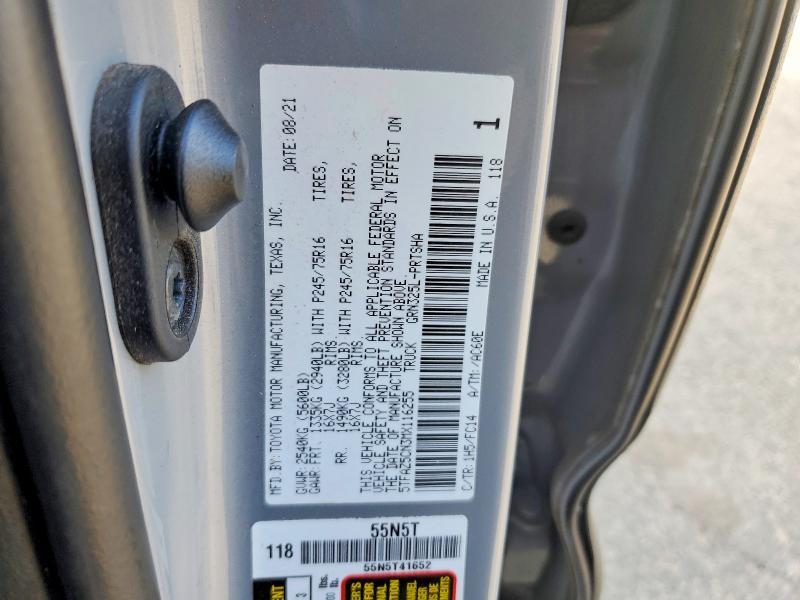 MFD.BY: TOYOTA MOTOR MANUFACTURING, TEXAS, INC. DATE: 08/21
GVWR 2540KG (5600LB)
GAWR: FRT. 1335KG (2940LB) WITH P245/75R16 TIRES,
16X7J RIMS.
RR. 1490KG (3280LB) WITH P245/75R16 TIRES,
16X7J RIMS.
THIS VEHICLE CONFORMS TO ALL APPLICABLE FEDERAL MOTOR
VEHICLE SAFETY AND THEFT PREVENTION STANDARDS IN EFFECT ON
THE DATE OF MANUFACTURE SHOWN ABOVE.
5TFAZ5CN3MX116255 TRUCK GRN325L-PRTSHA
C/TR: 1H5/FC14 A/TM: /AC60E MADE IN U.S.A. 118
1
55N5T
118
55N5T41652
lbs.
lb.
3